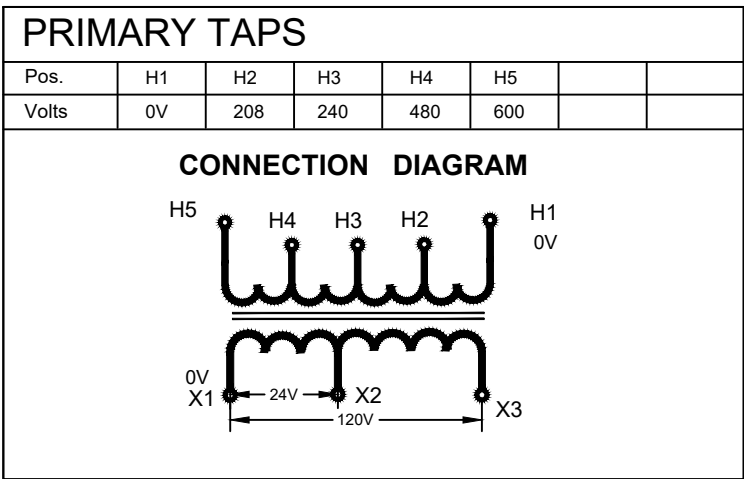 PRIMARY TAPS
Pos. H1 H2 H3 H4 H5
Volts 0V 208 240 480 600
CONNECTION DIAGRAM
H5 H4 H3 H2 H1
0V
0V
X1 24V X2 X3
120V